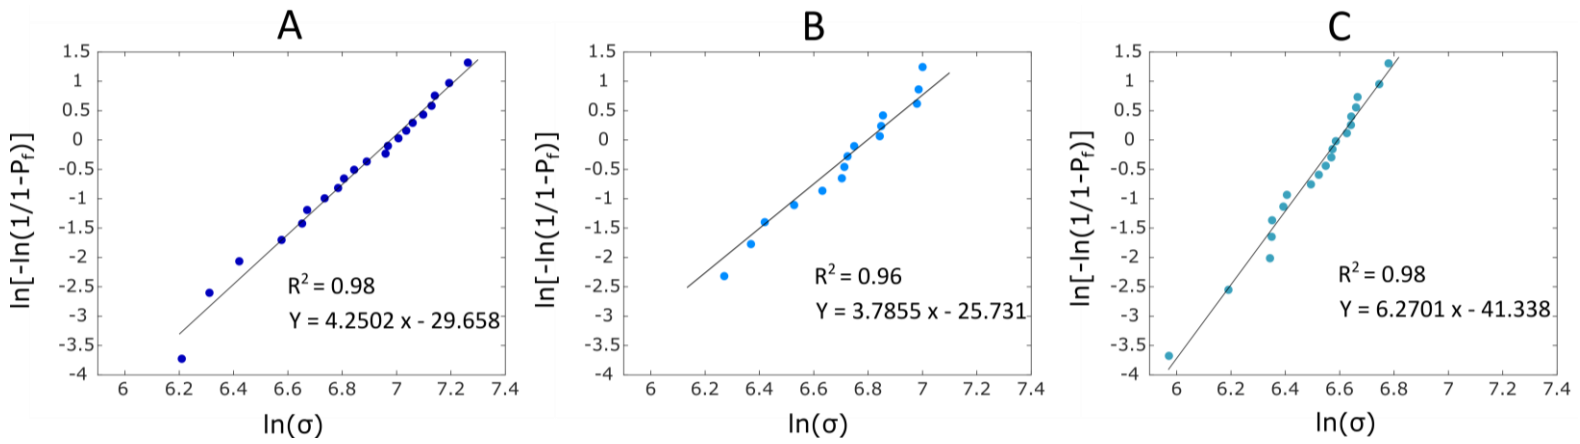 A
B
C
1.5
1
0.5
0
-0.5
-1
-1.5
-2
-2.5
-3
-3.5
-4
ln[-ln(1/1-Pf)]
R2 = 0.98
Y = 4.2502 x - 29.658
6 6.2 6.4 6.6 6.8 7 7.2 7.4
ln(σ)
1.5
1
0.5
0
-0.5
-1
-1.5
-2
-2.5
-3
-3.5
-4
ln[-ln(1/1-Pf)]
R2 = 0.96
Y = 3.7855 x - 25.731
6 6.2 6.4 6.6 6.8 7 7.2 7.4
ln(σ)
1.5
1
0.5
0
-0.5
-1
-1.5
-2
-2.5
-3
-3.5
-4
ln[-ln(1/1-Pf)]
R2 = 0.98
Y = 6.2701 x - 41.338
6 6.2 6.4 6.6 6.8 7 7.2 7.4
ln(σ)